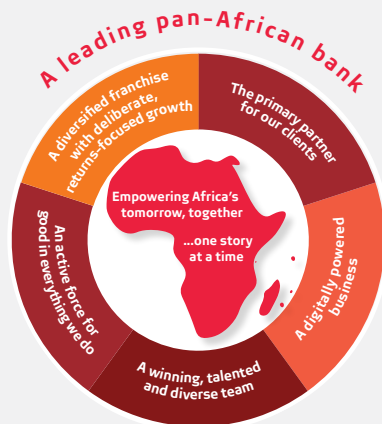 A leading pan-African bank
A diversified franchise
with deliberate,
returns-focused growth
The primary partner
for our clients
A digitally powered
business
A winning, talented
and diverse team
An active force for
good in everything we do
Empowering Africa's
tomorrow, together
...one story
at a time